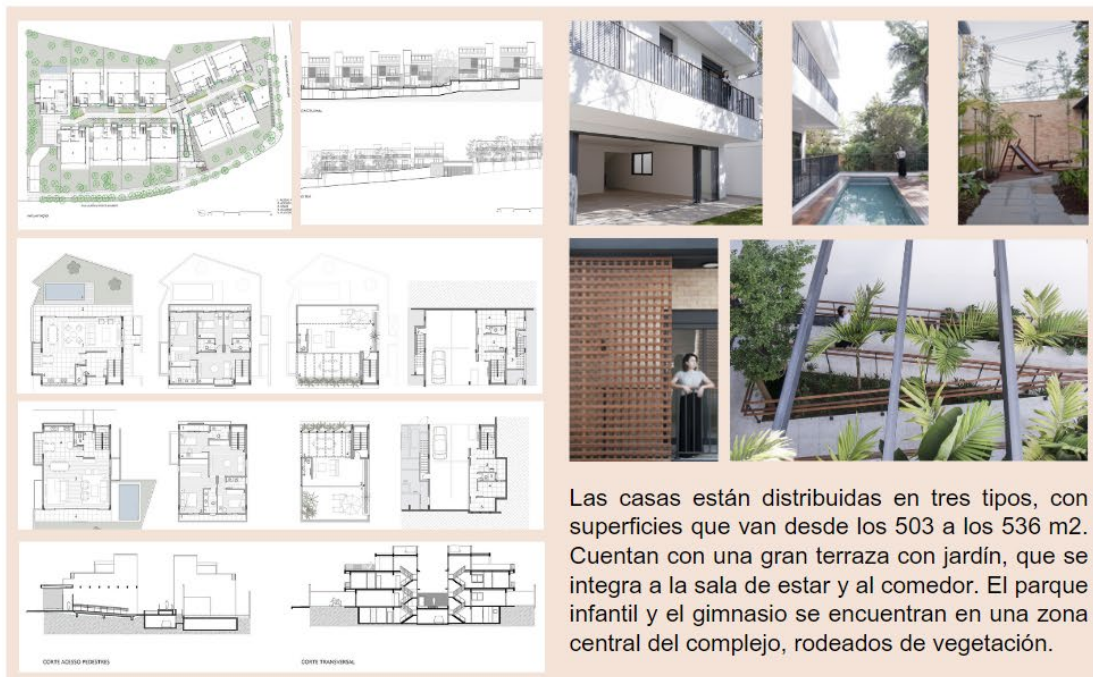 CORTE ACESSO PEDESTRES
CORTE TRANSVERSAL
Las casas están distribuidas en tres tipos, con
superficies que van desde los 503 a los 536 m2.
Cuentan con una gran terraza con jardín, que se
integra a la sala de estar y al comedor. El parque
infantil y el gimnasio se encuentran en una zona
central del complejo, rodeados de vegetación.